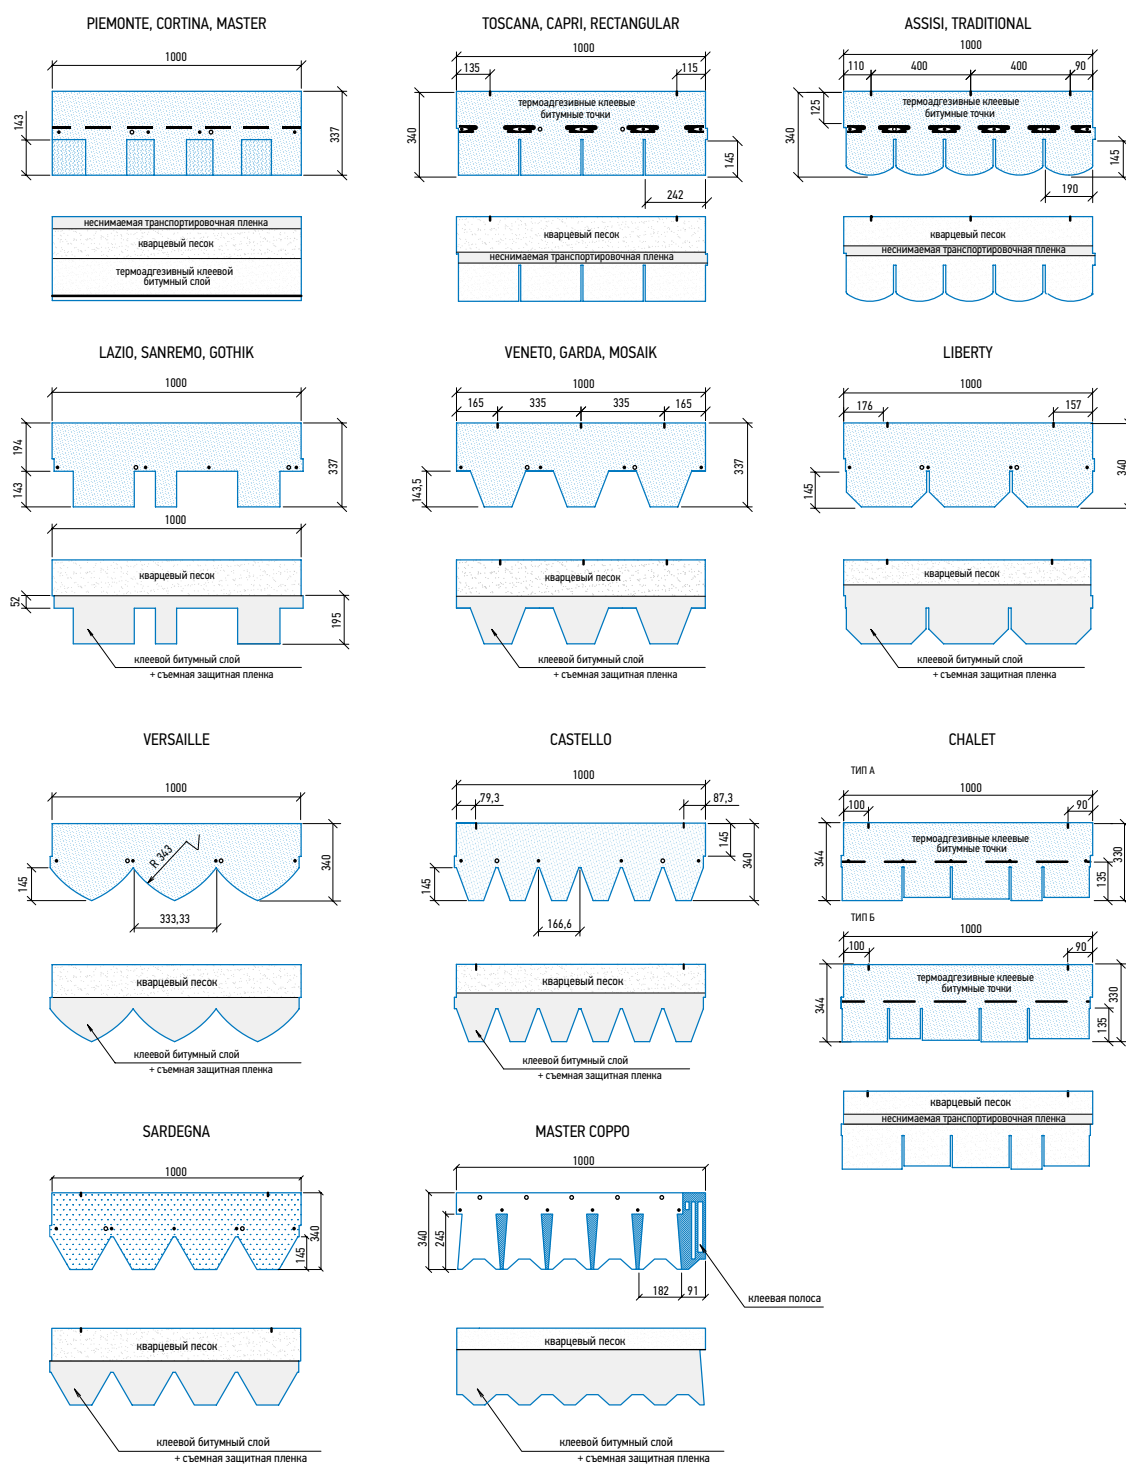 PIEMONTE, CORTINA, MASTER
1000
143
337
неснимаемая транспортировочная пленка
кварцевый песок
термоадгезивный клеевой
битумный слой
TOSCANA, CAPRI, RECTANGULAR
1000
135
115
термоадгезивные клеевые
битумные точки
340
145
242
кварцевый песок
неснимаемая транспортировочная пленка
ASSISI, TRADITIONAL
1000
110
400
400
90
125
термоадгезивные клеевые
битумные точки
340
145
190
кварцевый песок
неснимаемая транспортировочная пленка
LAZIO, SANREMO, GOTHIK
1000
194
143
337
1000
кварцевый песок
52
195
клеевой битумный слой
+ съемная защитная пленка
VENETO, GARDA, MOSAIK
1000
165
335
335
165
143,5
337
кварцевый песок
клеевой битумный слой
+ съемная защитная пленка
LIBERTY
1000
176
157
145
340
кварцевый песок
клеевой битумный слой
+ съемная защитная пленка
VERSAILLE
1000
R 343
145
340
333,33
кварцевый песок
клеевой битумный слой
+ съемная защитная пленка
CASTELLO
1000
79,3
87,3
145
340
145
166,6
кварцевый песок
клеевой битумный слой
+ съемная защитная пленка
CHALET
ТИП А
1000
100
90
термоадгезивные клеевые
битумные точки
344
135
330
ТИП Б
1000
100
90
термоадгезивные клеевые
битумные точки
344
135
330
кварцевый песок
неснимаемая транспортировочная пленка
SARDEGNA
1000
145
340
кварцевый песок
клеевой битумный слой
+ съемная защитная пленка
MASTER COPPO
1000
340
245
182
91
клеевая полоса
кварцевый песок
клеевой битумный слой
+ съемная защитная пленка